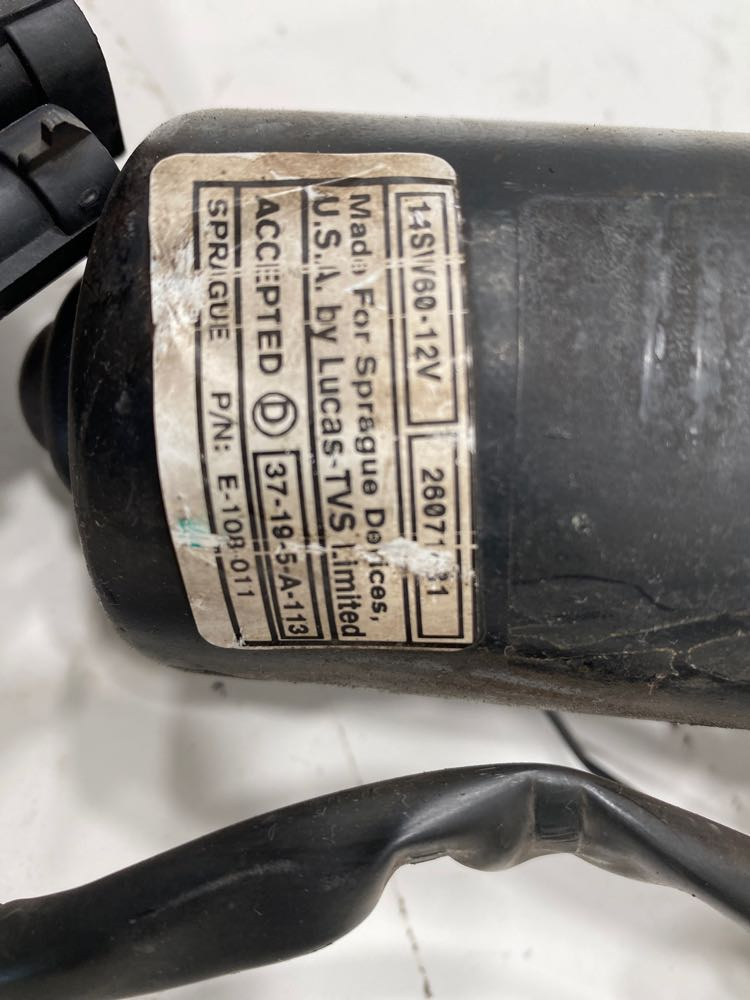 14SW60-12V
Made For Sprague Devices,
U.S.A. by Lucas-TVS Limited
ACCEPTED D 37-19-5-A-113
SPRAGUE P/N: E-108-011